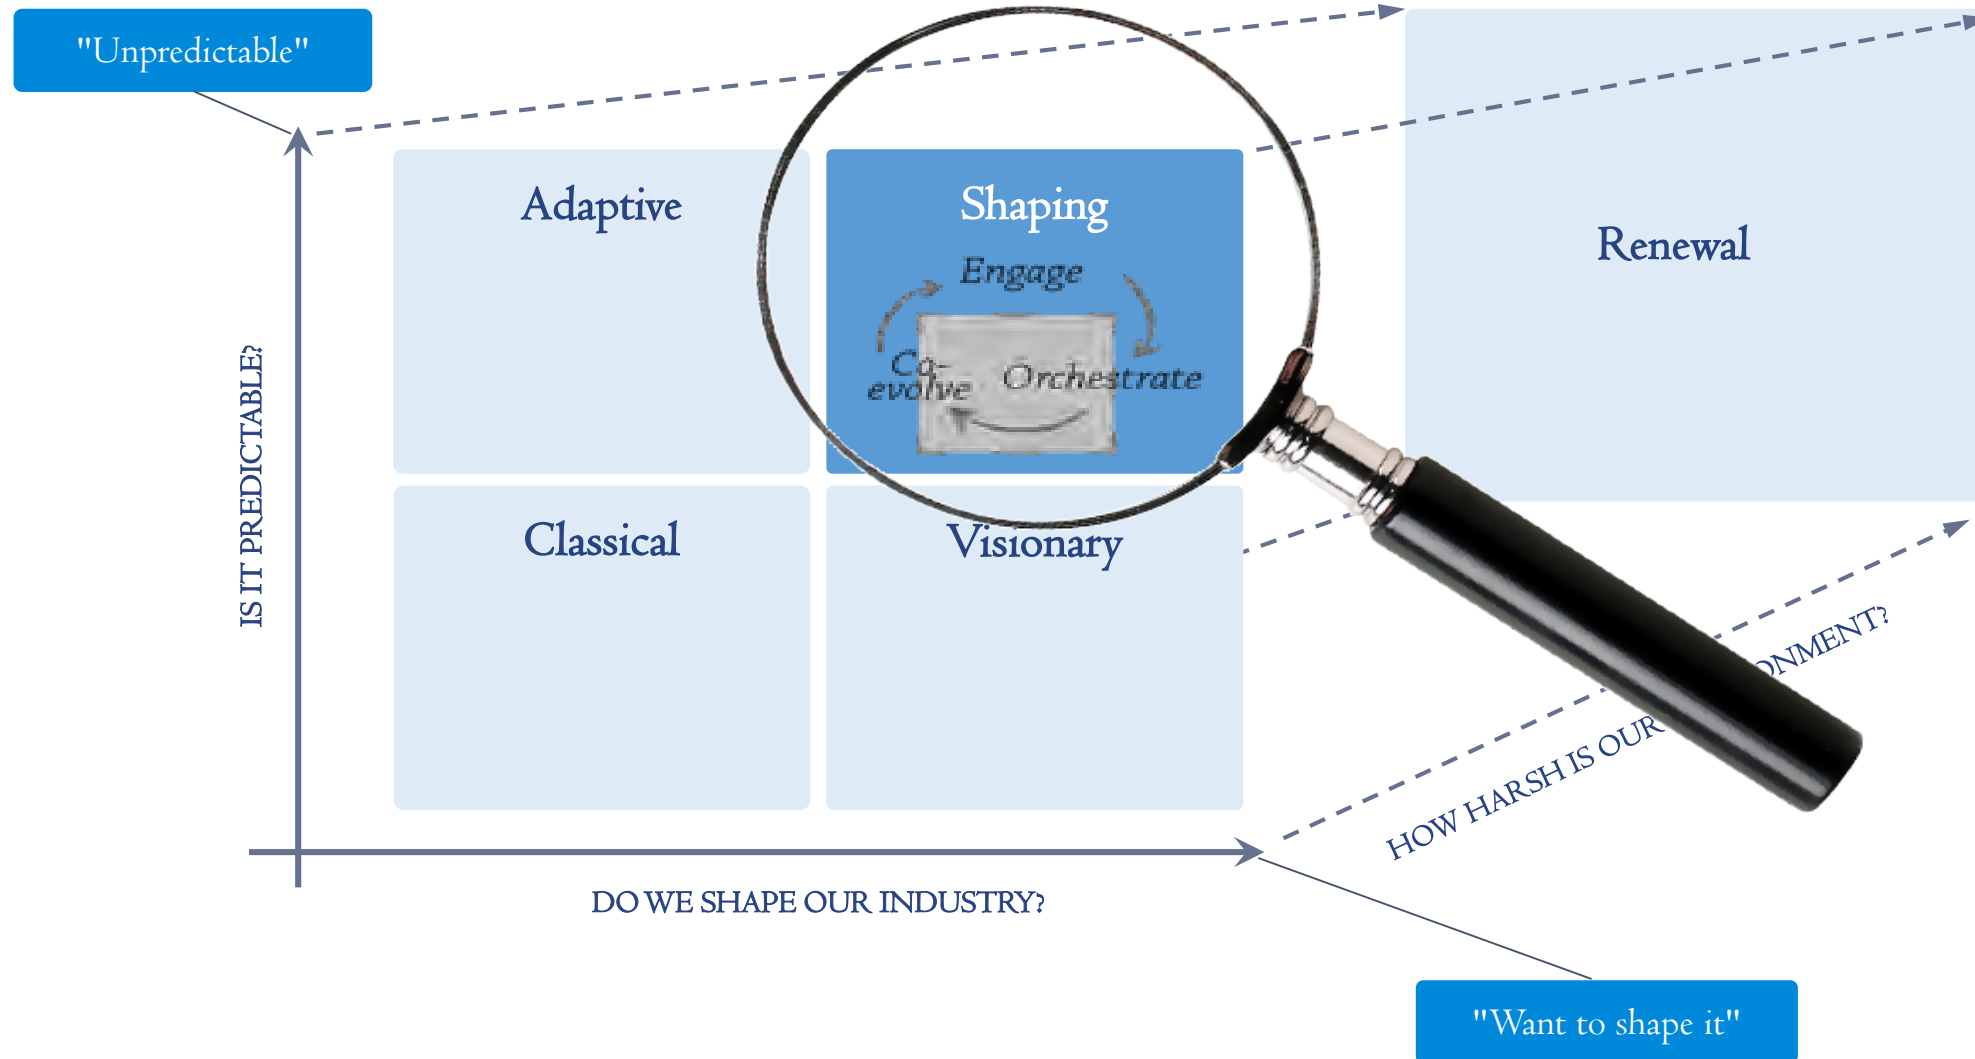 "Unpredictable"
Adaptive
Shaping
Engage
Co-
evolve
Orchestrate
Renewal
IS IT PREDICTABLE?
Classical
Visionary
HOW HARSH IS OUR
DO WE SHAPE OUR INDUSTRY?
"Want to shape it"